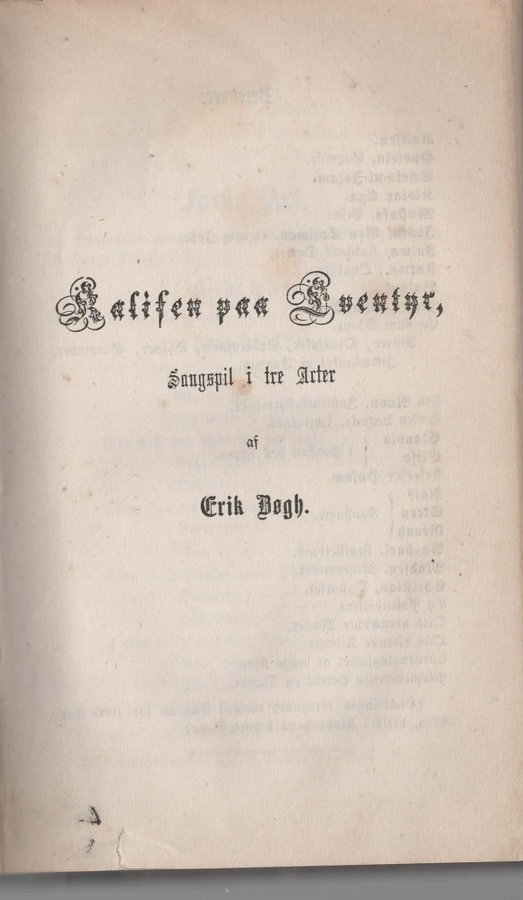 Kalifen paa Eventyr,
Sangspil i tre Acter
af
Erik Bøgh.